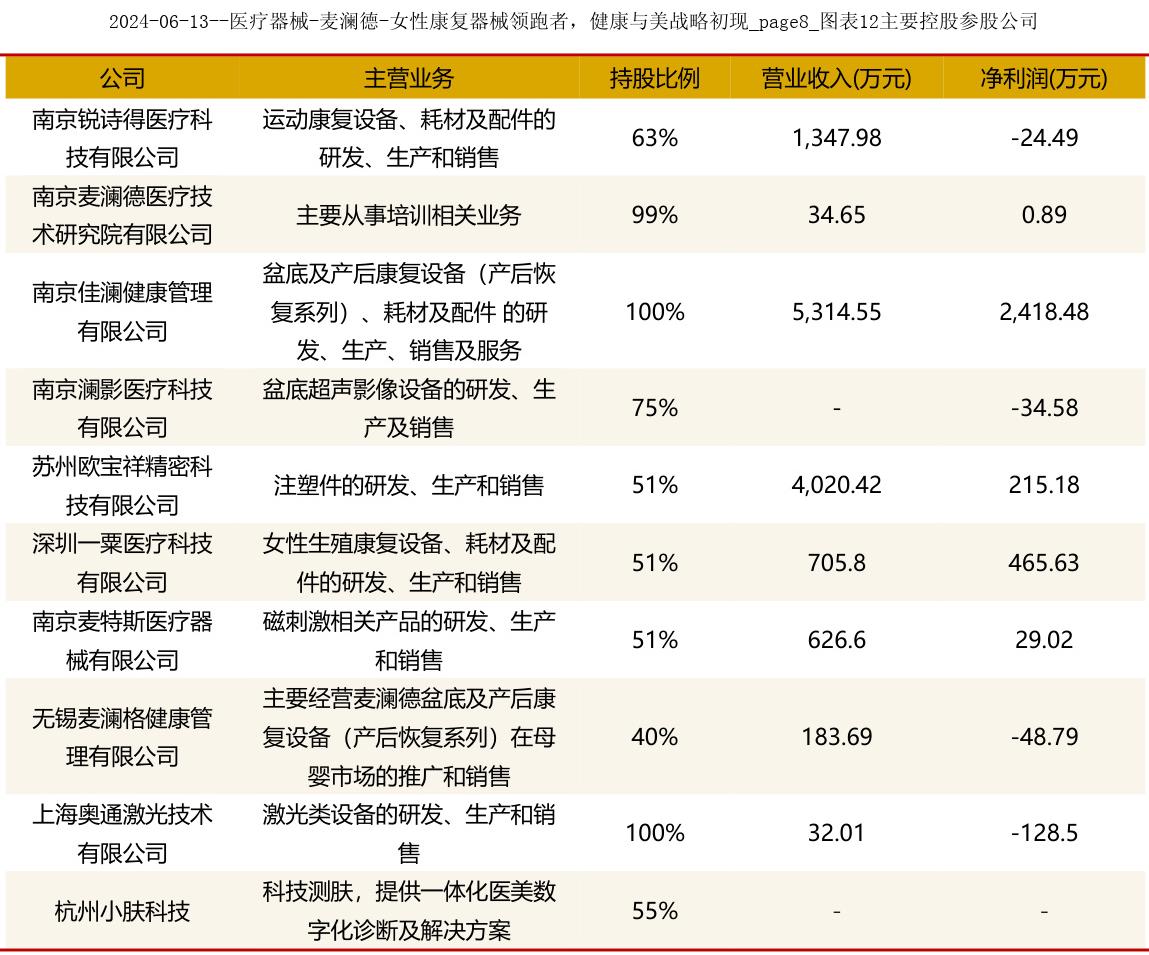 2024-06-13--医疗器械-麦澜德-女性康复器械领跑者，健康与美战略初现_page8_图表12主要控股参股公司
公司 主营业务 持股比例 营业收入(万元) 净利润(万元)
南京锐诗得医疗科
技有限公司
运动康复设备、耗材及配件的
研发、生产和销售
63% 1,347.98 -24.49
南京麦澜德医疗技
术研究院有限公司
主要从事培训相关业务
99% 34.65 0.89
南京佳澜健康管理
有限公司
盆底及产后康复设备（产后恢
复系列）、耗材及配件 的研
发、生产、销售及服务
100% 5,314.55 2,418.48
南京澜影医疗科技
有限公司
盆底超声影像设备的研发、生
产及销售
75% - -34.58
苏州欧宝祥精密科
技有限公司
注塑件的研发、生产和销售
51% 4,020.42 215.18
深圳一粟医疗科技
有限公司
女性生殖康复设备、耗材及配
件的研发、生产和销售
51% 705.8 465.63
南京麦特斯医疗器
械有限公司
磁刺激相关产品的研发、生产
和销售
51% 626.6 29.02
无锡麦澜格健康管
理有限公司
主要经营麦澜德盆底及产后康
复设备（产后恢复系列）在母
婴市场的推广和销售
40% 183.69 -48.79
上海奥通激光技术
有限公司
激光类设备的研发、生产和销
售
100% 32.01 -128.5
杭州小肤科技
科技测肤，提供一体化医美数
字化诊断及解决方案
55% - -